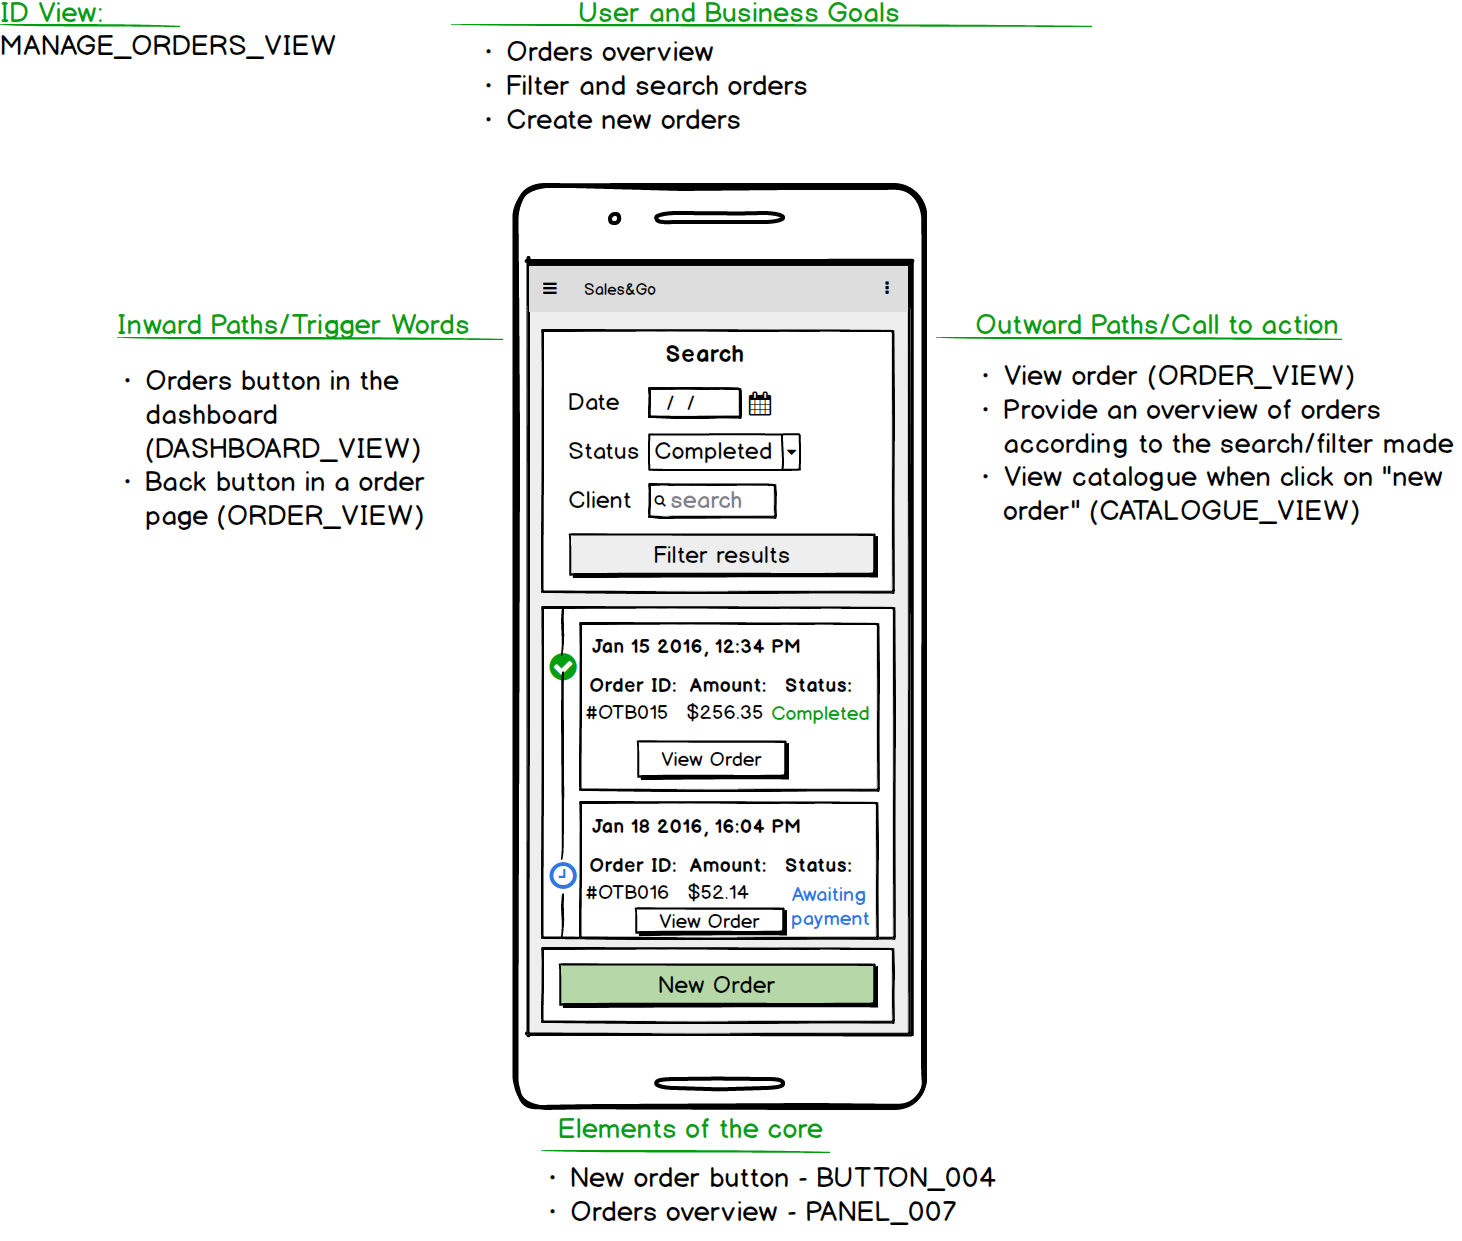 ID View:
MANAGE_ORDERS_VIEW
User and Business Goals
· Orders overview
· Filter and search orders
· Create new orders
Inward Paths/Trigger Words
· Orders button in the
dashboard
(DASHBOARD_VIEW)
· Back button in a order
page (ORDER_VIEW)
Sales&Go
Search
Date / /
Status Completed
Client search
Filter results
Jan 15 2016, 12:34 PM
Order ID: Amount: Status:
#OTB015 $256.35 Completed
View Order
Jan 18 2016, 16:04 PM
Order ID: Amount: Status:
#OTB016 $52.14 Awaiting
payment
View Order
New Order
Outward Paths/Call to action
· View order (ORDER_VIEW)
· Provide an overview of orders
according to the search/filter made
· View catalogue when click on "new
order" (CATALOGUE_VIEW)
Elements of the core
· New order button - BUTTON_004
· Orders overview - PANEL_007